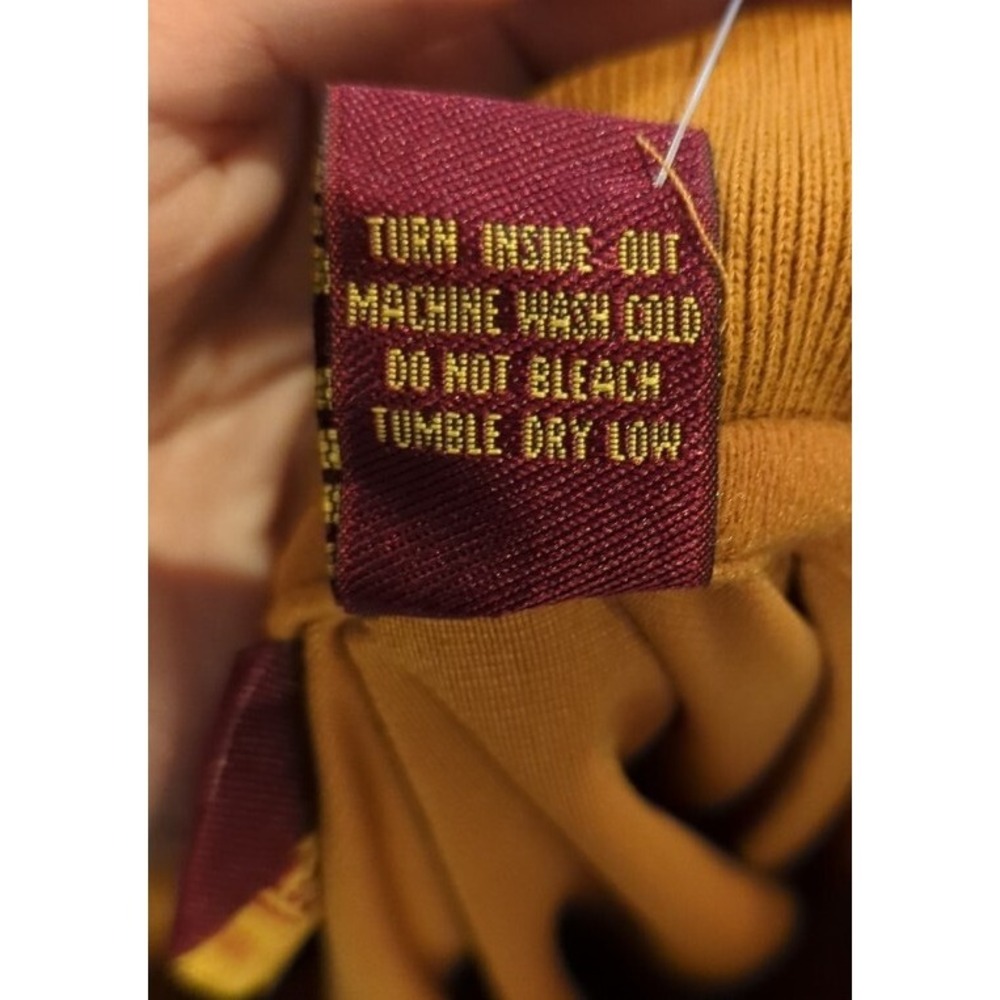 TURN INSIDE OUT
MACHINE WASH COLD
DO NOT BLEACH
TUMBLE DRY LOW